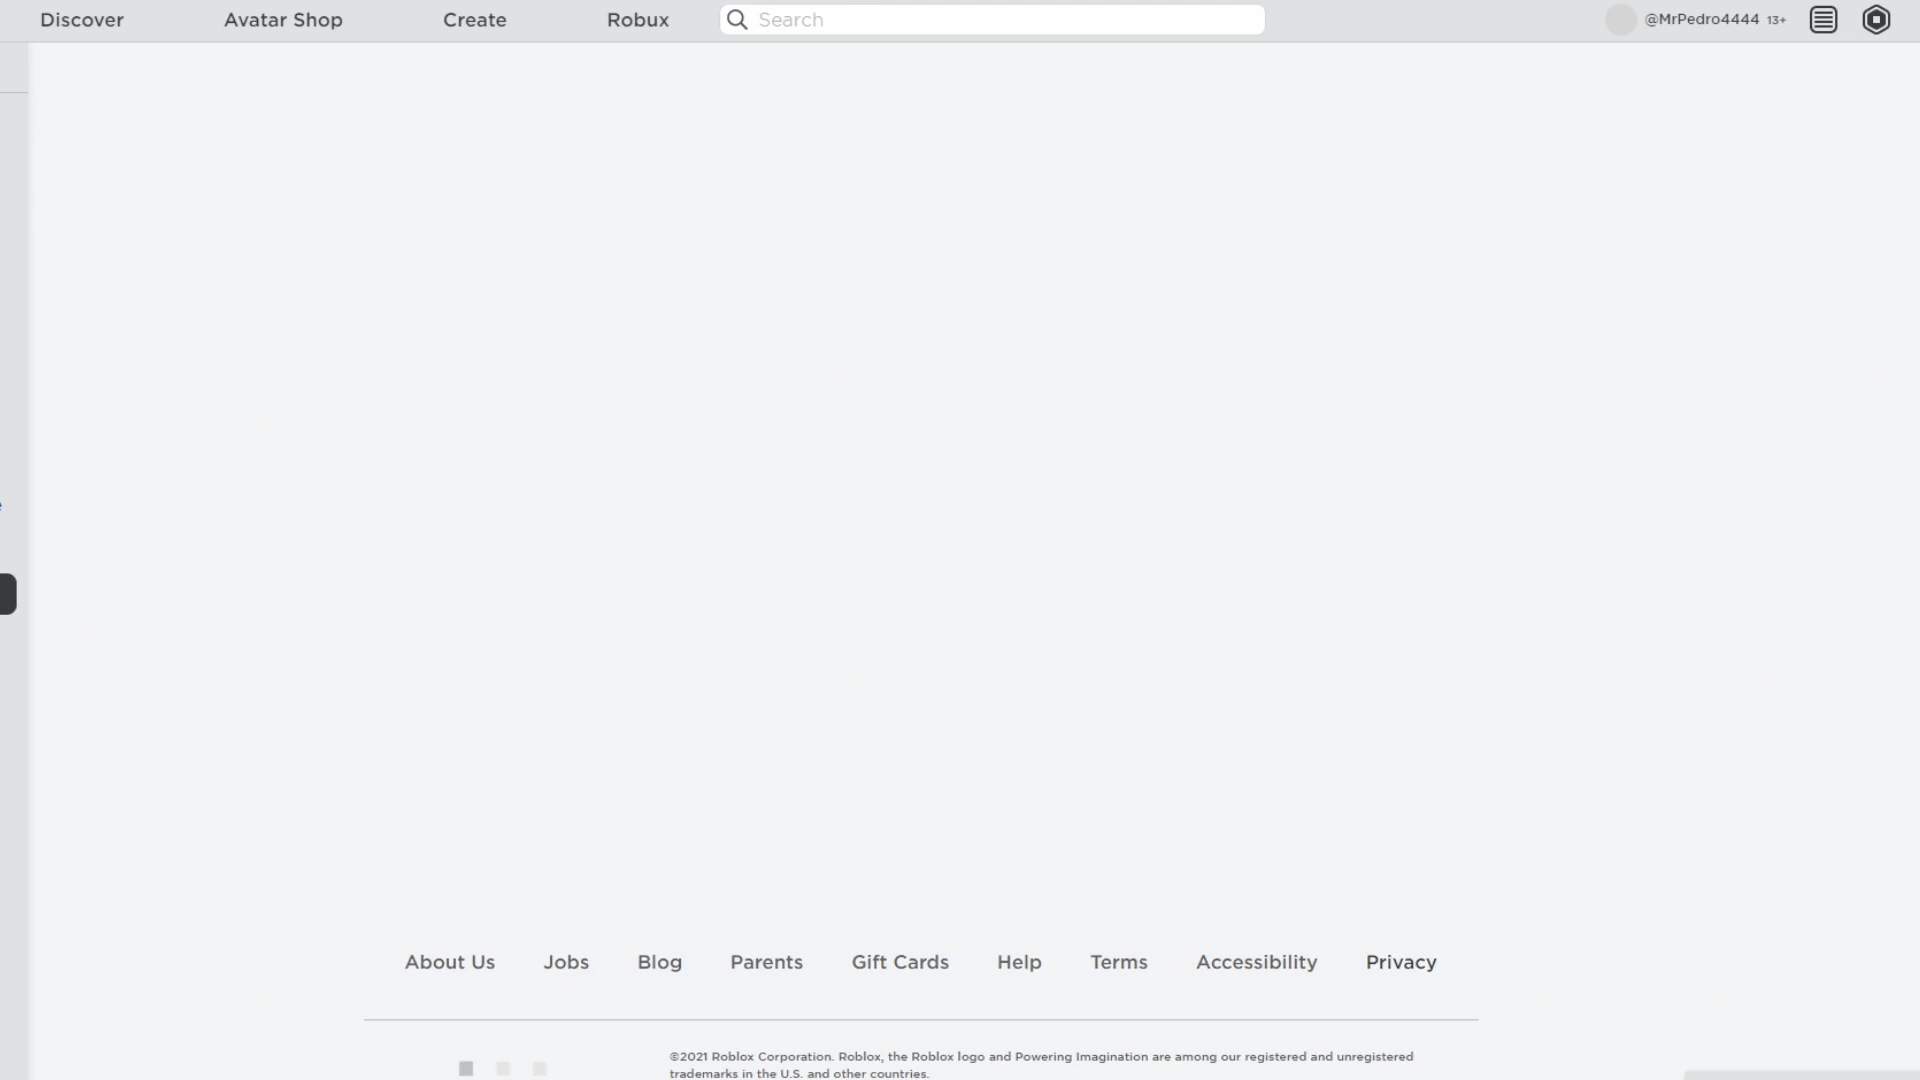 Discover Avatar Shop Create Robux Search @MrPedro4444 13+
About Us Jobs Blog Parents Gift Cards Help Terms Accessibility Privacy
©2021 Roblox Corporation. Roblox, the Roblox logo and Powering Imagination are among our registered and unregistered
trademarks in the U.S. and other countries.